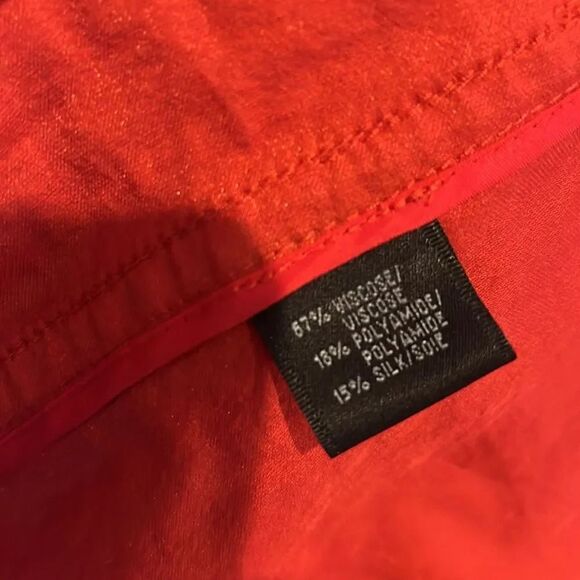 67% VISCOSE/
VISCOSE
18% POLYAMIDE/
POLYAMIDE
15% SILK/SOIE